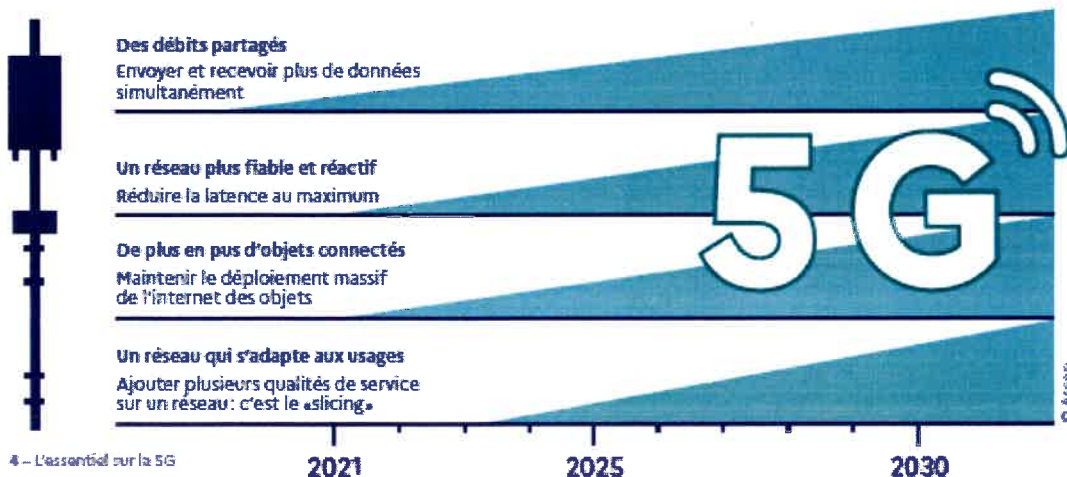 Des débits partagés
Envoyer et recevoir plus de données
simultanément
Un réseau plus fiable et réactif
Réduire la latence au maximum
De plus en pus d'objets connectés
Maintenir le déploiement massif
de l'internet des objets
Un réseau qui s'adapte aux usages
Ajouter plusieurs qualités de service
sur un réseau : c'est le «slicing»
5G
2021
2025
2030
4 – L'essentiel sur la 5G